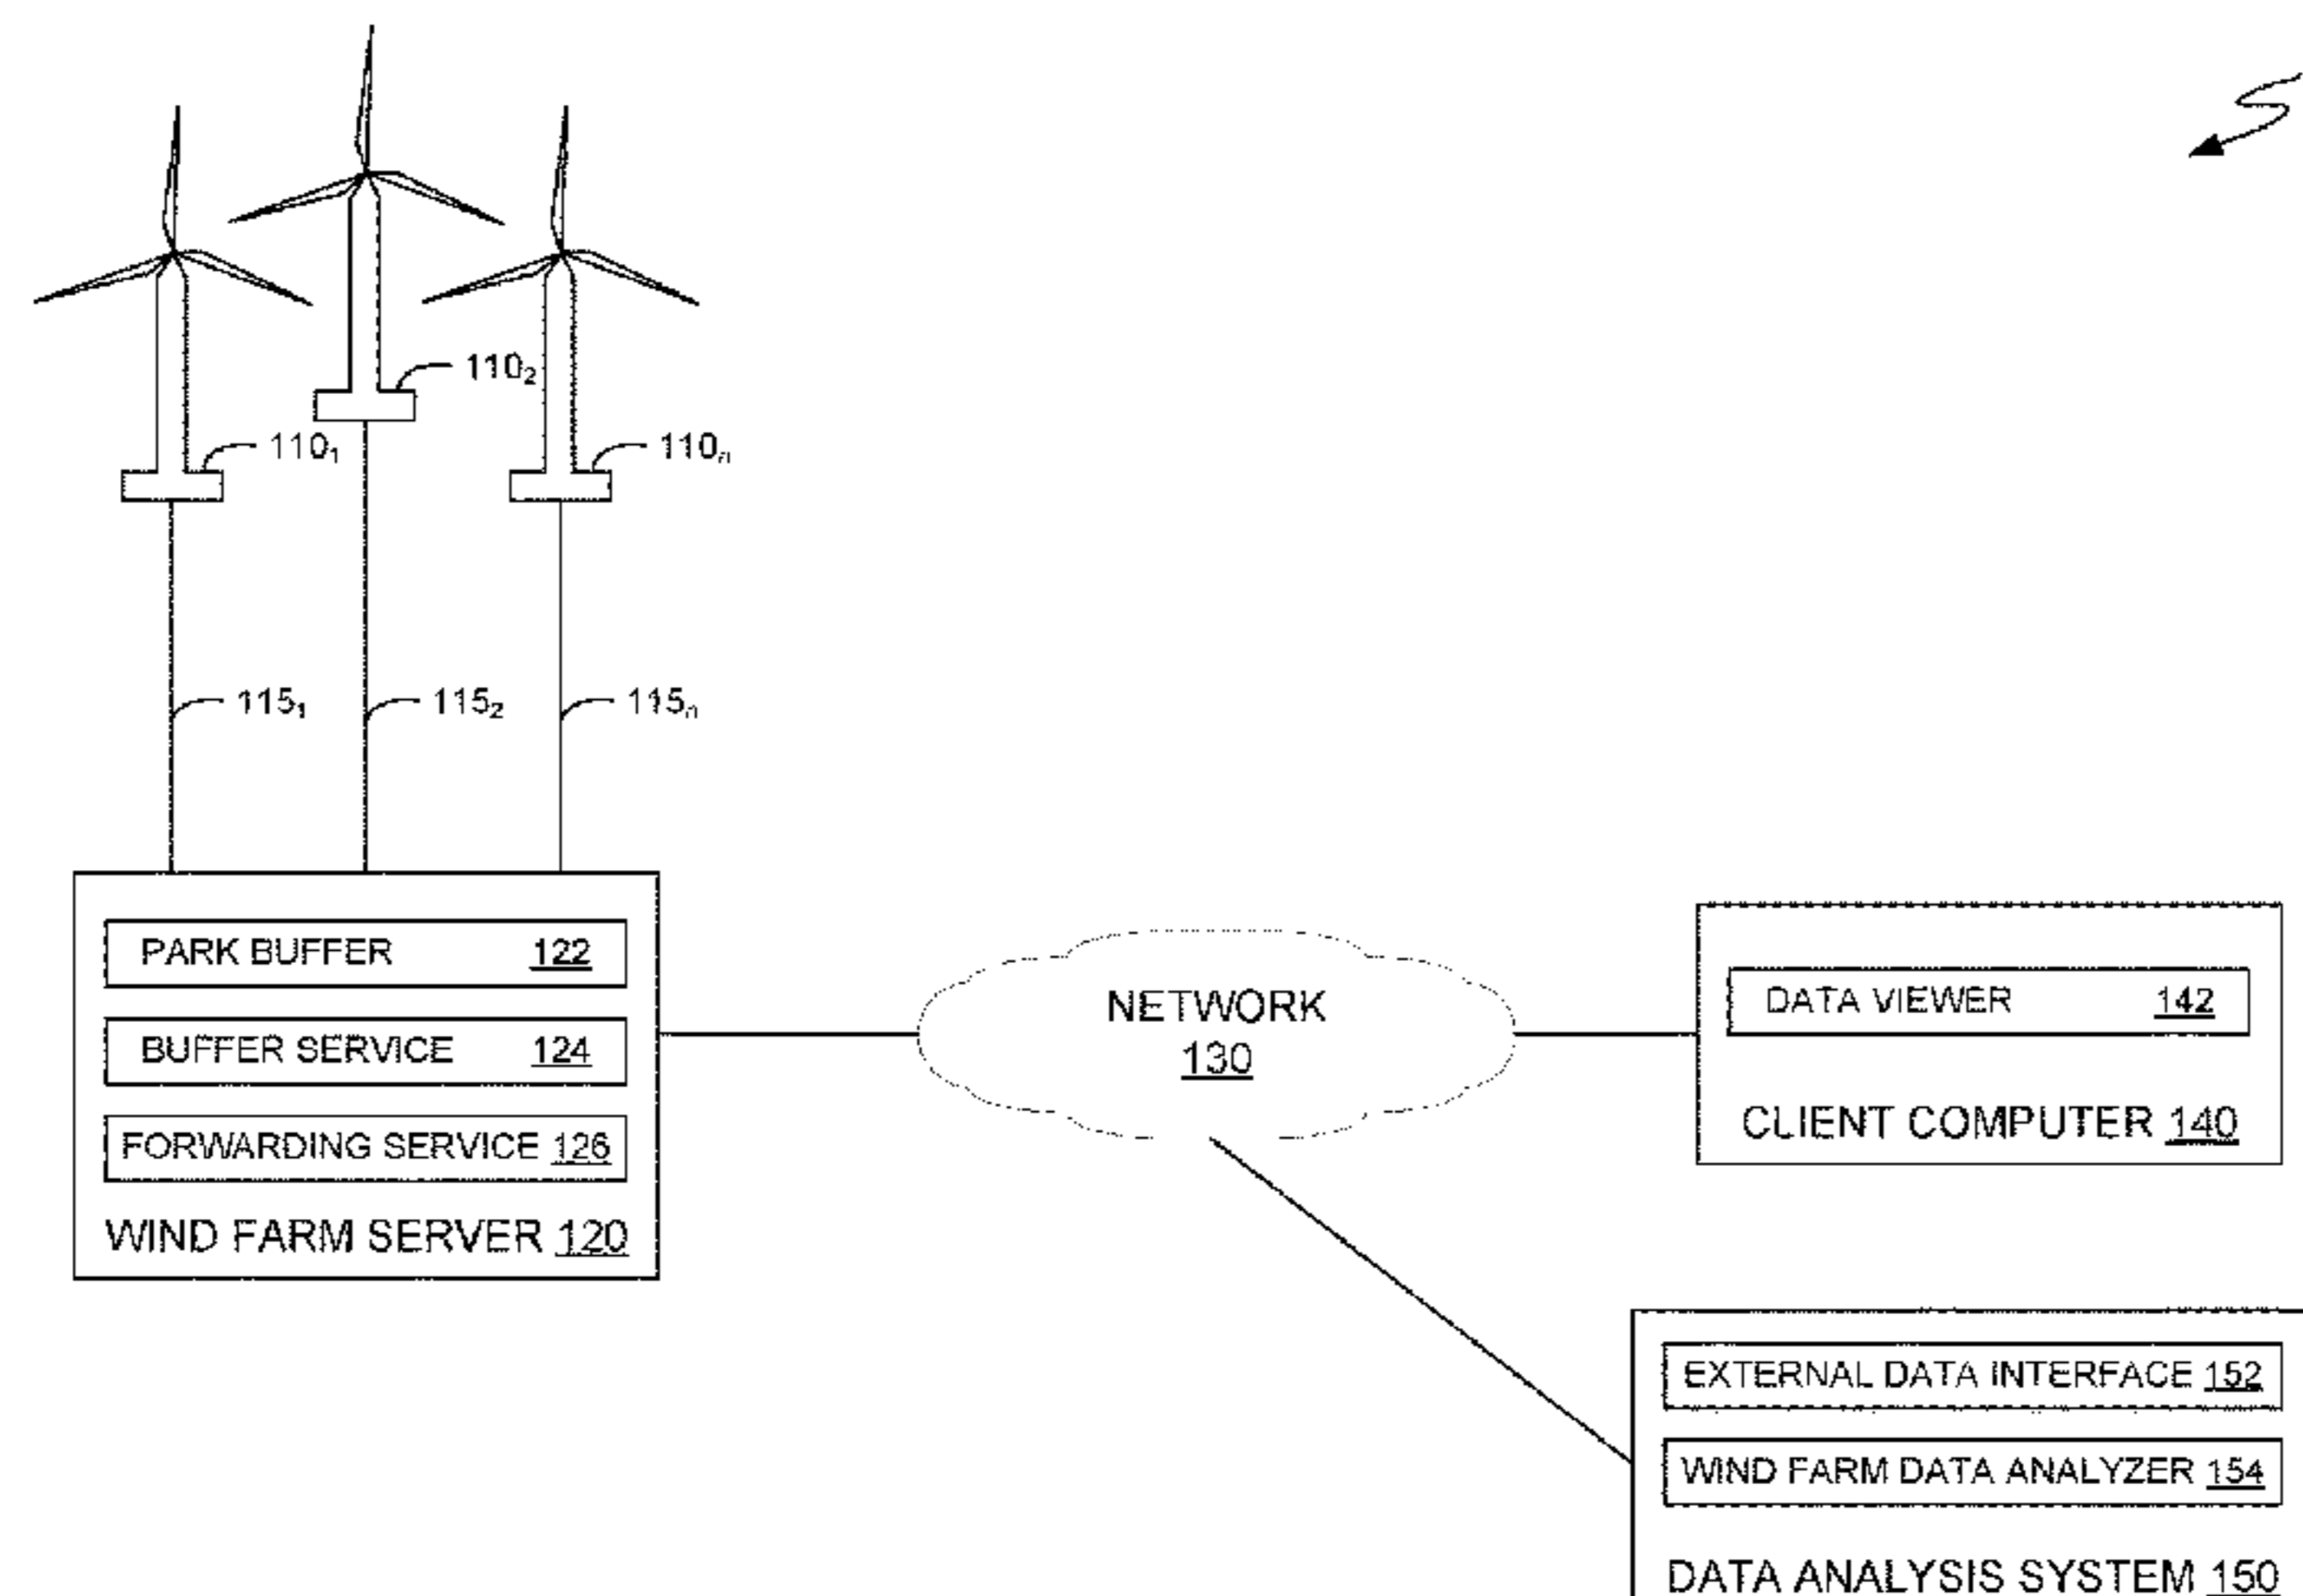 110₂
110₁
110ₙ
115₁
115₂
115ₙ
PARK BUFFER 122
BUFFER SERVICE 124
FORWARDING SERVICE 126
WIND FARM SERVER 120
NETWORK
130
DATA VIEWER 142
CLIENT COMPUTER 140
EXTERNAL DATA INTERFACE 152
WIND FARM DATA ANALYZER 154
DATA ANALYSIS SYSTEM 150